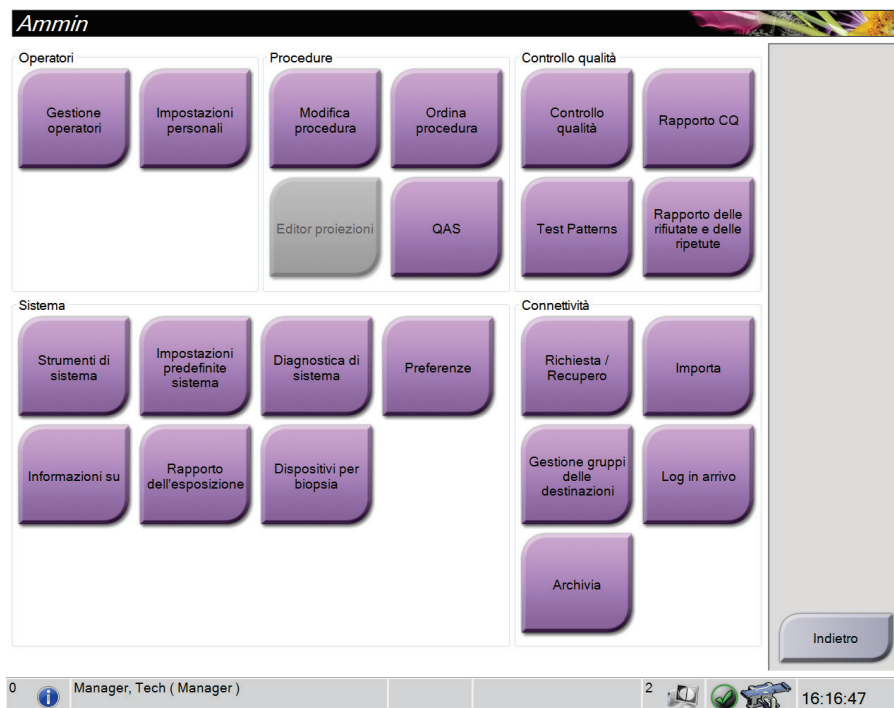 Ammin
Operatori
Gestione
operatori
Impostazioni
personali
Procedure
Modifica
procedura
Ordina
procedura
Editor proiezioni
QAS
Controllo qualità
Controllo
qualità
Rapporto CQ
Test Patterns
Rapporto delle
rifiutate e delle
ripetute
Sistema
Strumenti di
sistema
Impostazioni
predefinite
sistema
Diagnostica di
sistema
Preferenze
Informazioni su
Rapporto
dell'esposizione
Dispositivi per
biopsia
Connettività
Richiesta /
Recupero
Importa
Gestione gruppi
delle
destinazioni
Log in arrivo
Archivia
Indietro
0
Manager, Tech ( Manager )
2
16:16:47